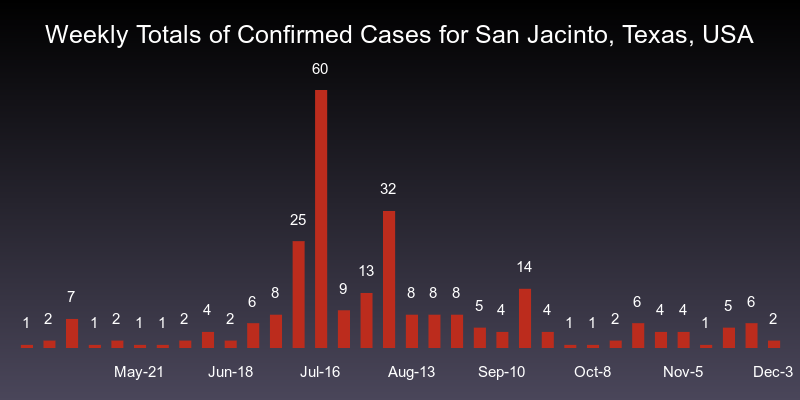 Weekly Totals of Confirmed Cases for San Jacinto, Texas, USA
1 2 7 1 2 1 1 2 4 2 6 8 25 60 9 13 32 8 8 8 5 4 14 4 1 1 2 6 4 4 1 5 6 2
May-21 Jun-18 Jul-16 Aug-13 Sep-10 Oct-8 Nov-5 Dec-3